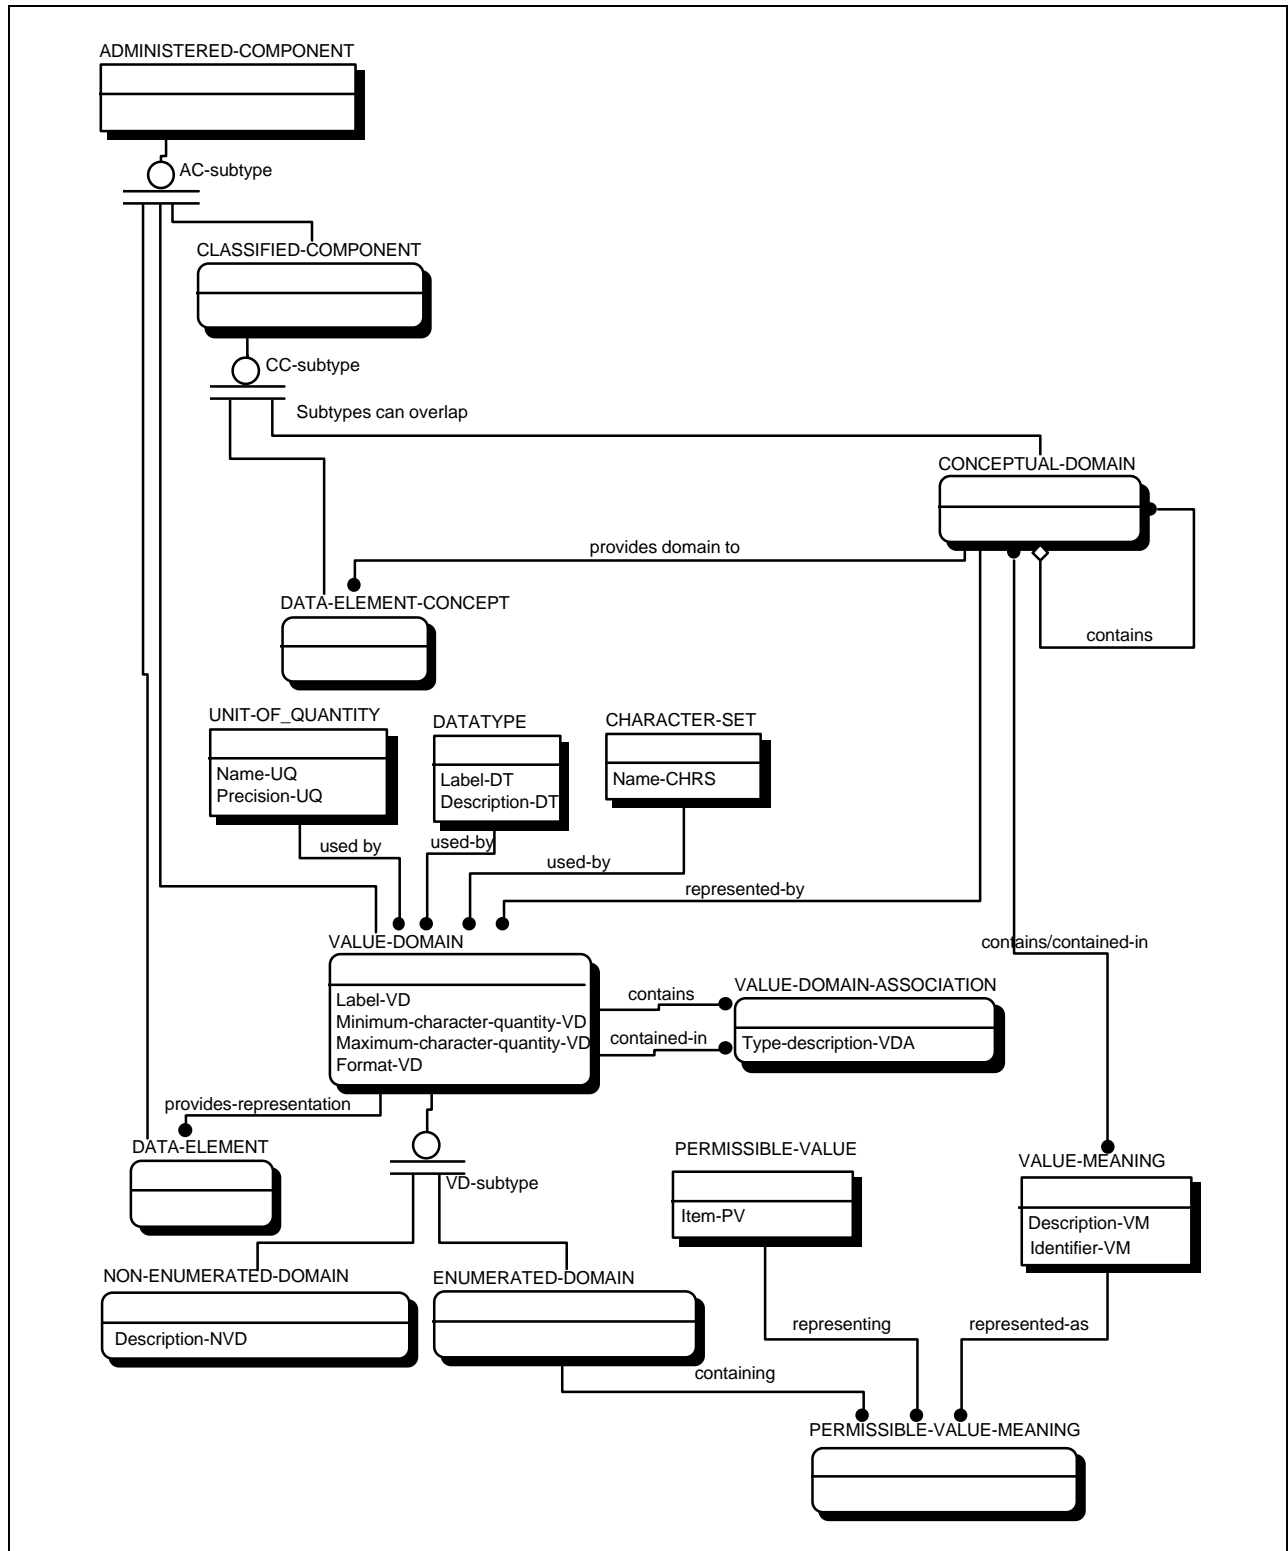 ADMINISTERED-COMPONENT
AC-subtype
CLASSIFIED-COMPONENT
CC-subtype
Subtypes can overlap
CONCEPTUAL-DOMAIN
provides domain to
contains
DATA-ELEMENT-CONCEPT
UNIT-OF_QUANTITY
Name-UQ
Precision-UQ
DATATYPE
Label-DT
Description-DT
CHARACTER-SET
Name-CHRS
used by
used-by
used-by
represented-by
contains/contained-in
VALUE-DOMAIN
Label-VD
Minimum-character-quantity-VD
Maximum-character-quantity-VD
Format-VD
contains
contained-in
VALUE-DOMAIN-ASSOCIATION
Type-description-VDA
provides-representation
DATA-ELEMENT
VD-subtype
PERMISSIBLE-VALUE
Item-PV
VALUE-MEANING
Description-VM
Identifier-VM
NON-ENUMERATED-DOMAIN
Description-NVD
ENUMERATED-DOMAIN
representing
represented-as
containing
PERMISSIBLE-VALUE-MEANING